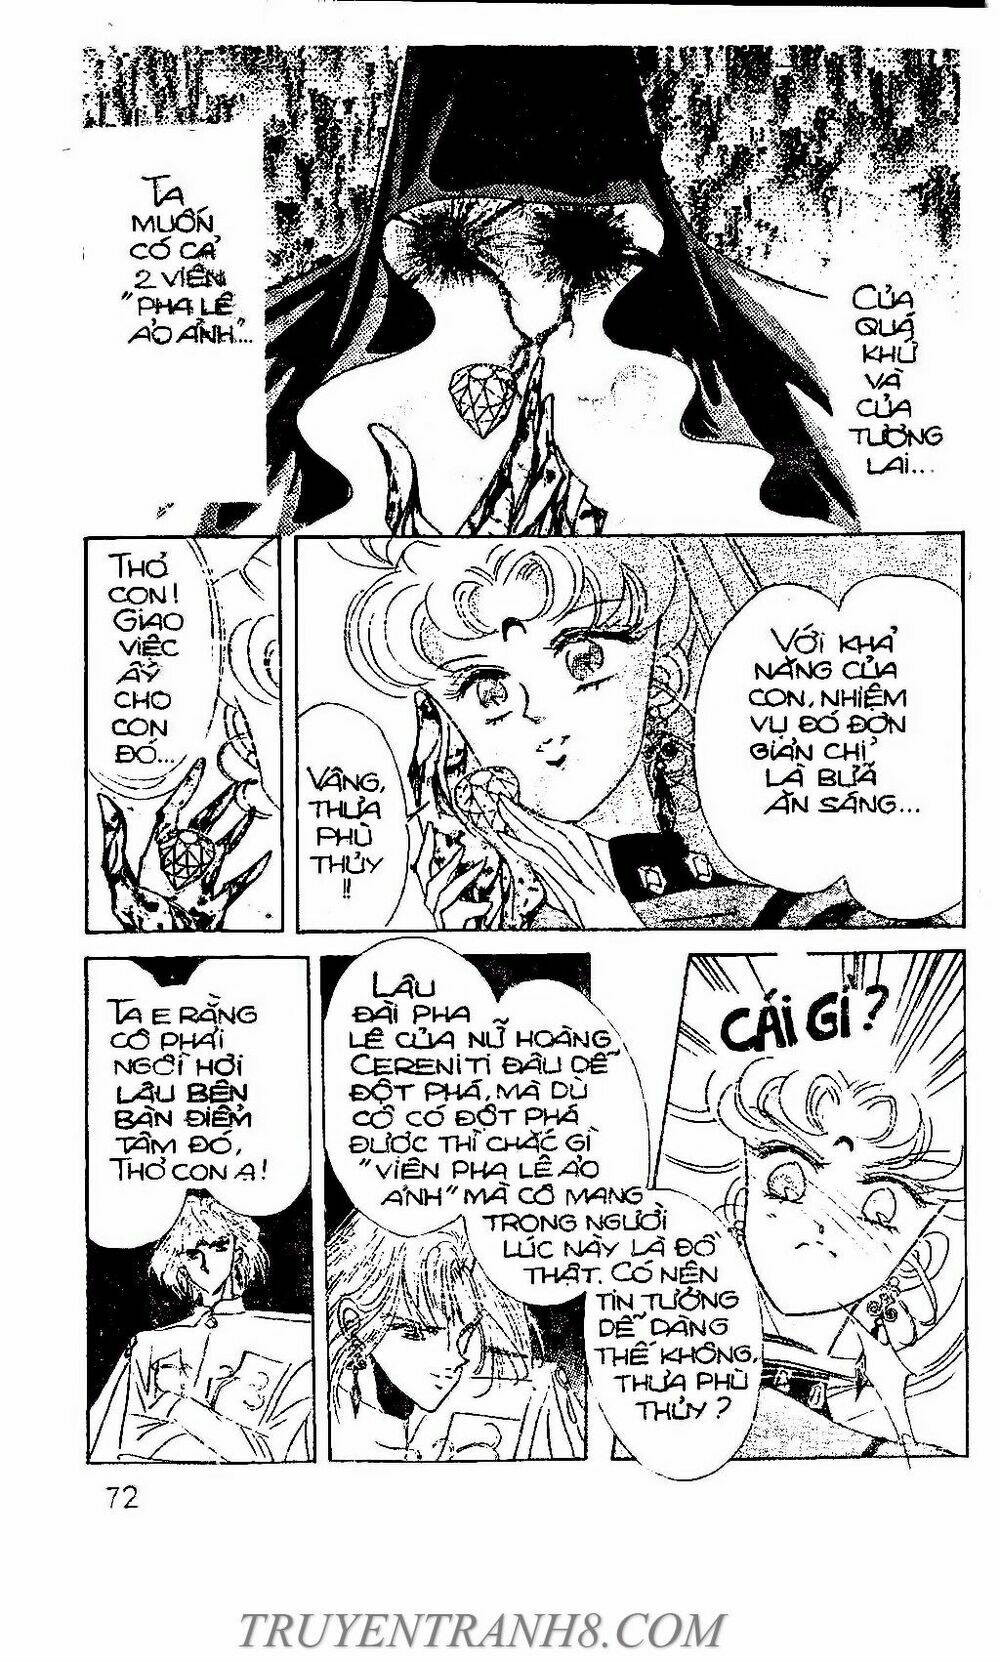 TA
MUỐN
CÓ CẢ
2 VIÊN
"PHA LÊ
ẢO ẢNH"...
CỦA
QUÁ
KHỨ
VÀ
CỦA
TƯƠNG
LAI...
THỎ
CON!
GIAO
VIỆC
ẤY
CHO
CON
ĐÓ...
VÂNG,
THƯA
PHÙ
THỦY
!!
VỚI KHẢ
NĂNG CỦA
CON, NHIỆM
VỤ ĐÓ ĐƠN
GIẢN CHỈ
LÀ BỮA
ĂN SÁNG...
TA E RẰNG
CÔ PHẢI
NGỒI HƠI
LÂU BÊN
BÀN ĐIỂM
TÂM ĐÓ,
THỎ CON Ạ!
LÂU
ĐÀI PHA
LÊ CỦA NỮ HOÀNG
CERENITI ĐÂU DỄ
ĐỘT PHÁ, MÀ DÙ
CÔ CÓ ĐỘT PHÁ
ĐƯỢC THÌ CHẮC GÌ
"VIÊN PHA LÊ ẢO
ẢNH" MÀ CÔ MANG
TRONG NGƯỜI
LÚC NÀY LÀ ĐỒ
THẬT. CÓ NÊN
TIN TƯỞNG
DỄ DÀNG
THẾ KHÔNG,
THƯA PHÙ
THỦY?
CÁI GÌ?
72
TRUYENTRANH8.COM